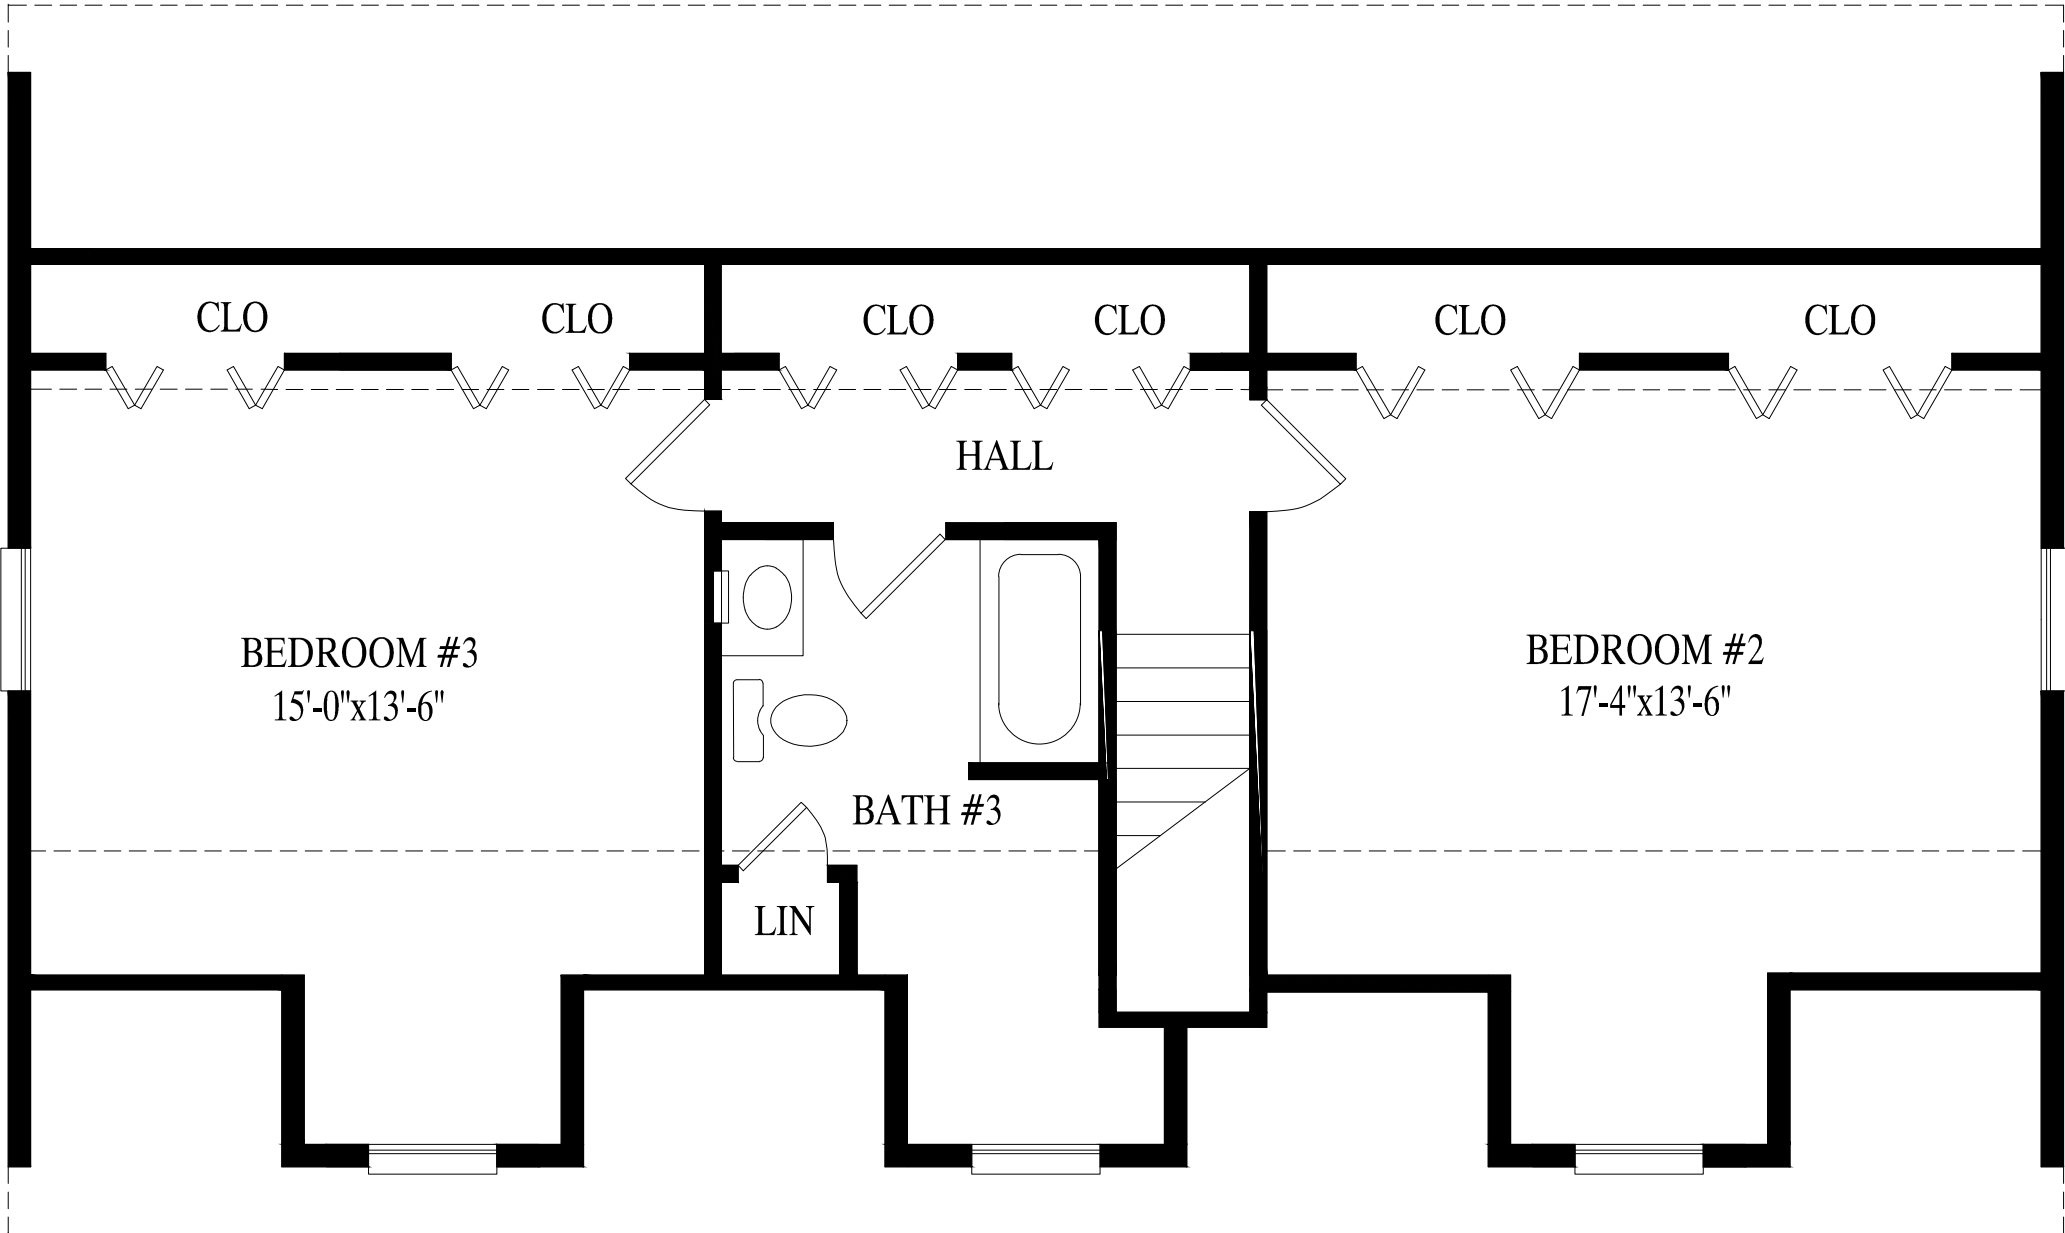 CLO
CLO
CLO
CLO
CLO
CLO
HALL
BEDROOM #3
15'-0"x13'-6"
BEDROOM #2
17'-4"x13'-6"
BATH #3
LIN